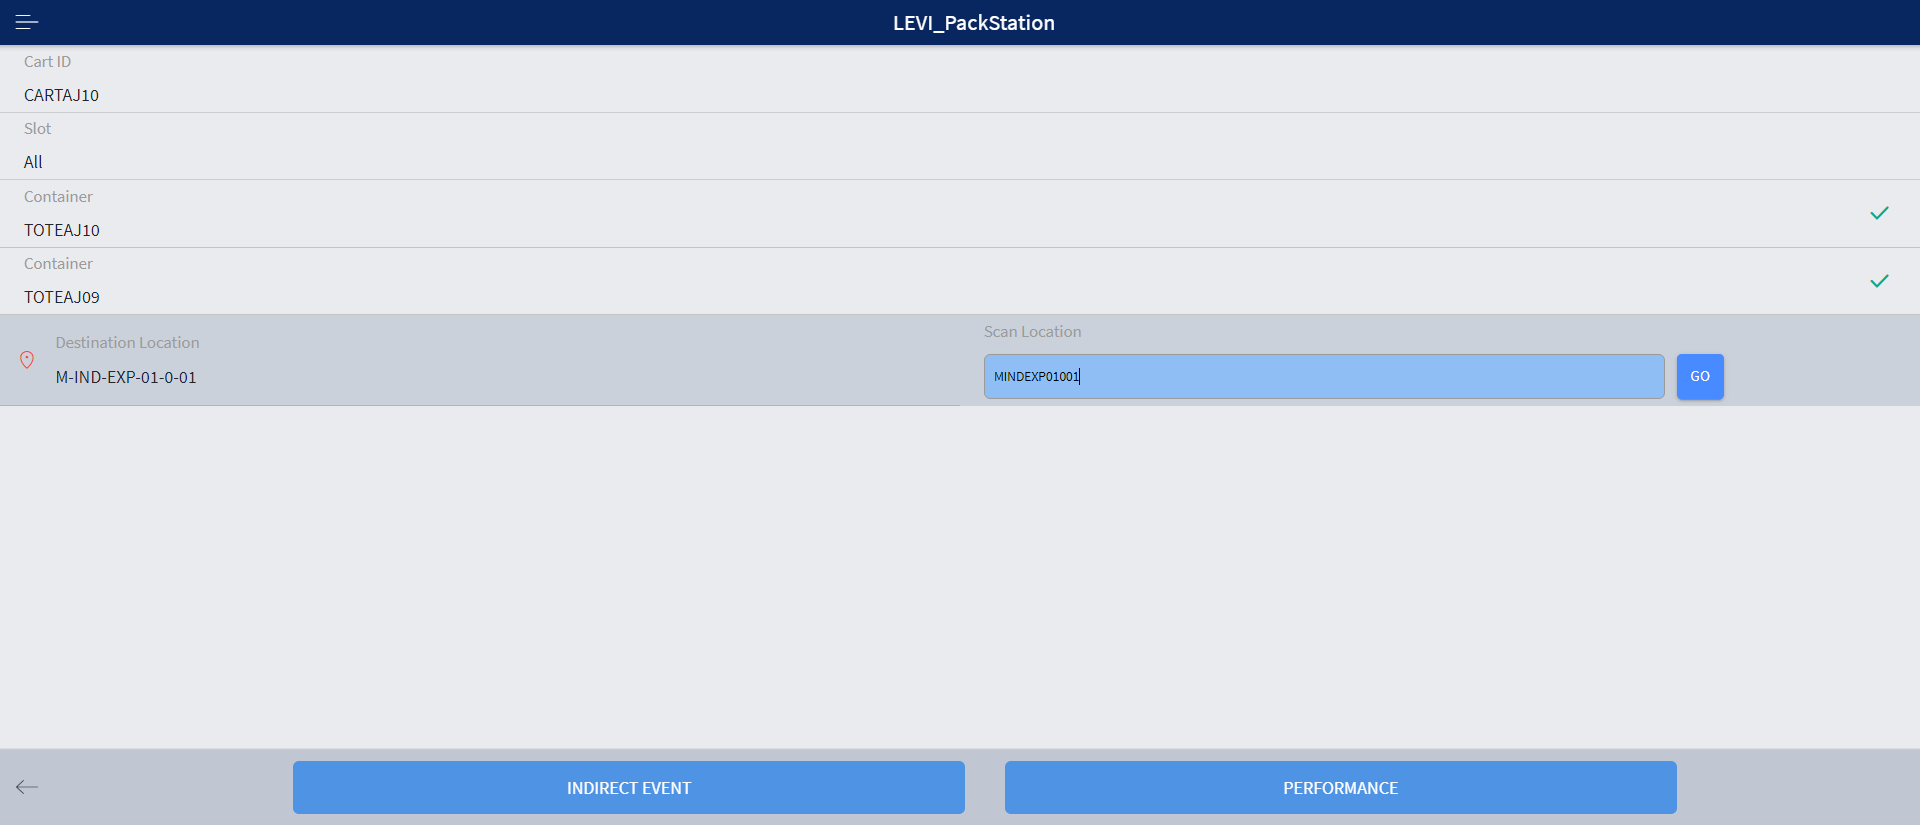 LEVI_PackStation
Cart ID
CARTAJ10
Slot
All
Container
TOTEAJ10
Container
TOTEAJ09
Destination Location
M-IND-EXP-01-0-01
Scan Location
MINDEXP01001
GO
INDIRECT EVENT
PERFORMANCE